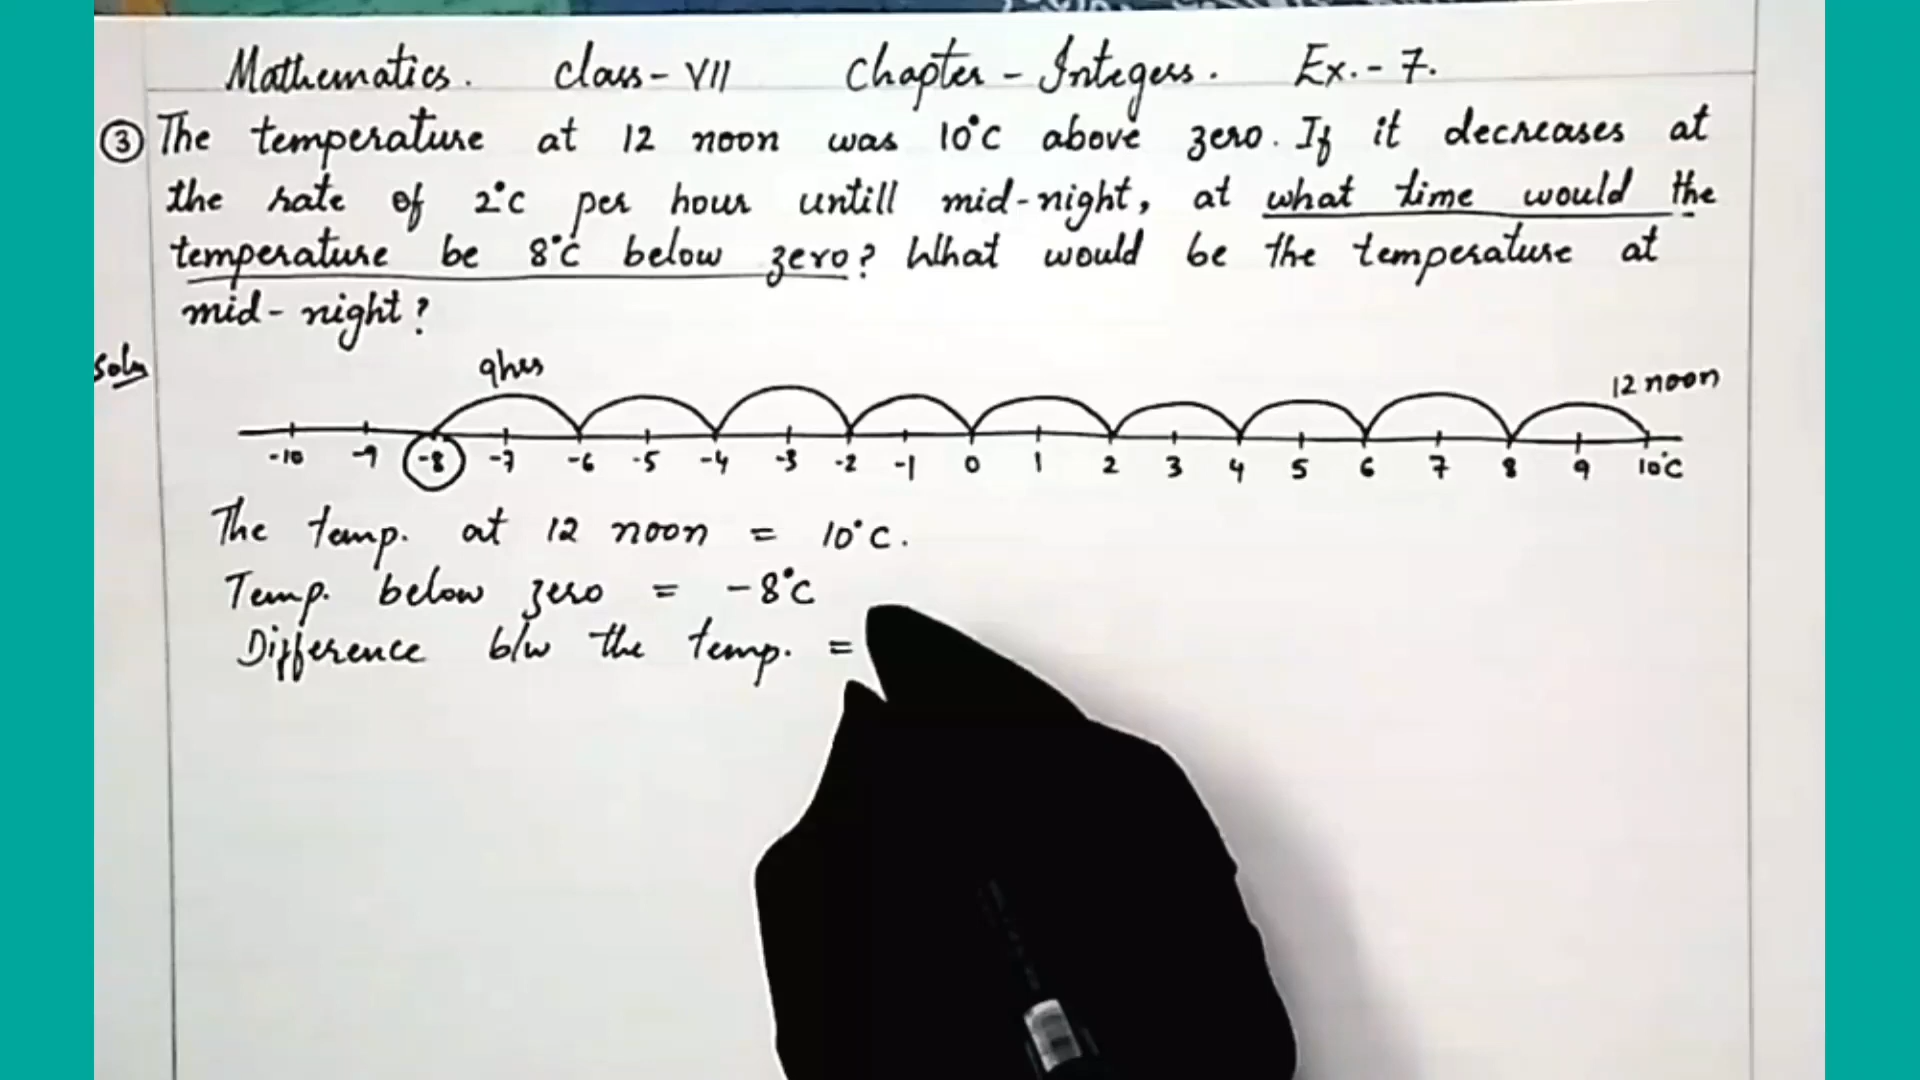 Mathematics. Class-VII Chapter - Integers. Ex.-7.
③ The temperature at 12 noon was 10°C above zero. If it decreases at
the rate of 2°C per hour untill mid-night, at what time would the
temperature be 8°C below zero? What would be the temperature at
mid-night?
Soln
9hrs 12 noon
-10 -9 -8 -7 -6 -5 -4 -3 -2 -1 0 1 2 3 4 5 6 7 8 9 10°C
The temp. at 12 noon = 10°C.
Temp. below zero = -8°C
Difference b/w the temp. =